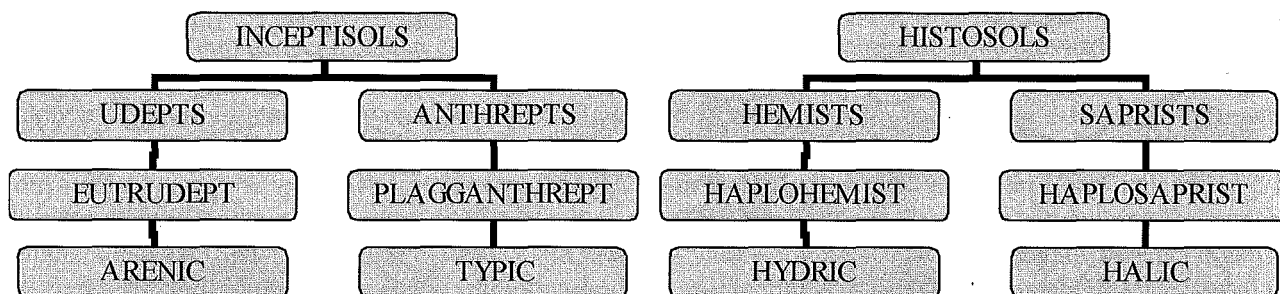 INCEPTISOLS HISTOSOLS
UDEPTS ANTHREPTS HEMISTS SAPRISTS
EUTRUDEPT PLAGGANTHREPT HAPLOHEMIST HAPLOSAPRIST
ARENIC TYPIC HYDRIC HALIC